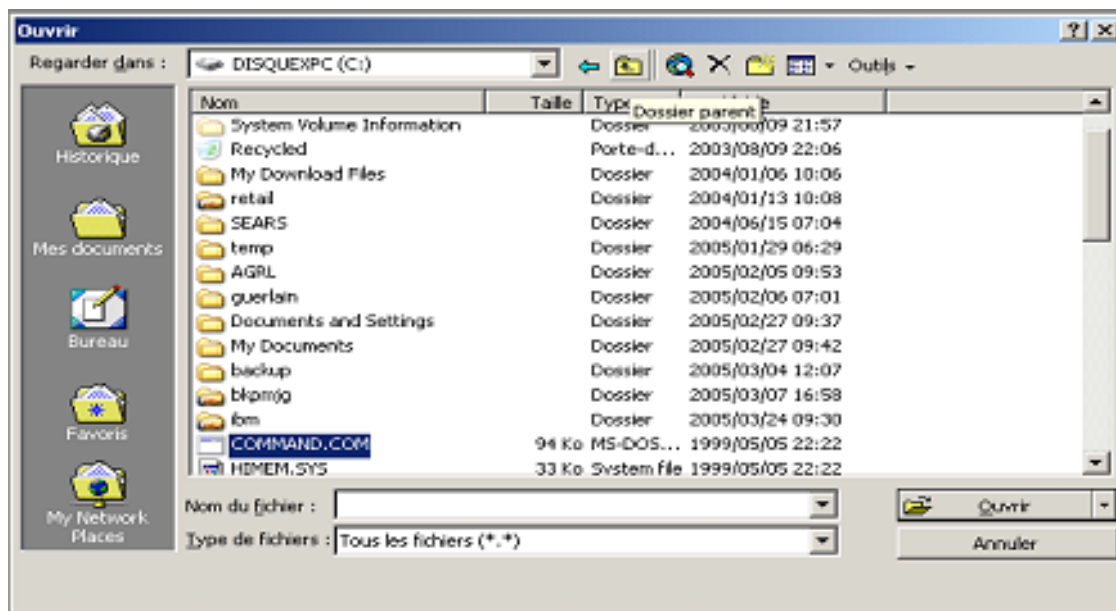 Ouvrir
Regarder dans : DISQUEXPC (C:) Outils
Nom Taille Type
Dossier parent
System Volume Information Dossier 21:57
Recycled Porte-d... 2003/08/09 22:06
My Download Files Dossier 2004/01/06 10:06
retail Dossier 2004/01/13 10:08
SEARS Dossier 2004/06/15 07:04
temp Dossier 2005/01/29 06:29
AGRL Dossier 2005/02/05 09:53
guerlain Dossier 2005/02/06 07:01
Documents and Settings Dossier 2005/02/27 09:37
My Documents Dossier 2005/02/27 09:42
backup Dossier 2005/03/04 12:07
bkpmjg Dossier 2005/03/07 16:58
ibm Dossier 2005/03/24 09:30
COMMAND.COM 94 Ko MS-DOS... 1999/05/05 22:22
HIMEM.SYS 33 Ko System file 1999/05/05 22:22
Historique
Mes documents
Bureau
Favoris
My Network
Places
Nom du fichier : Ouvrir
Type de fichiers : Tous les fichiers (*.*) Annuler